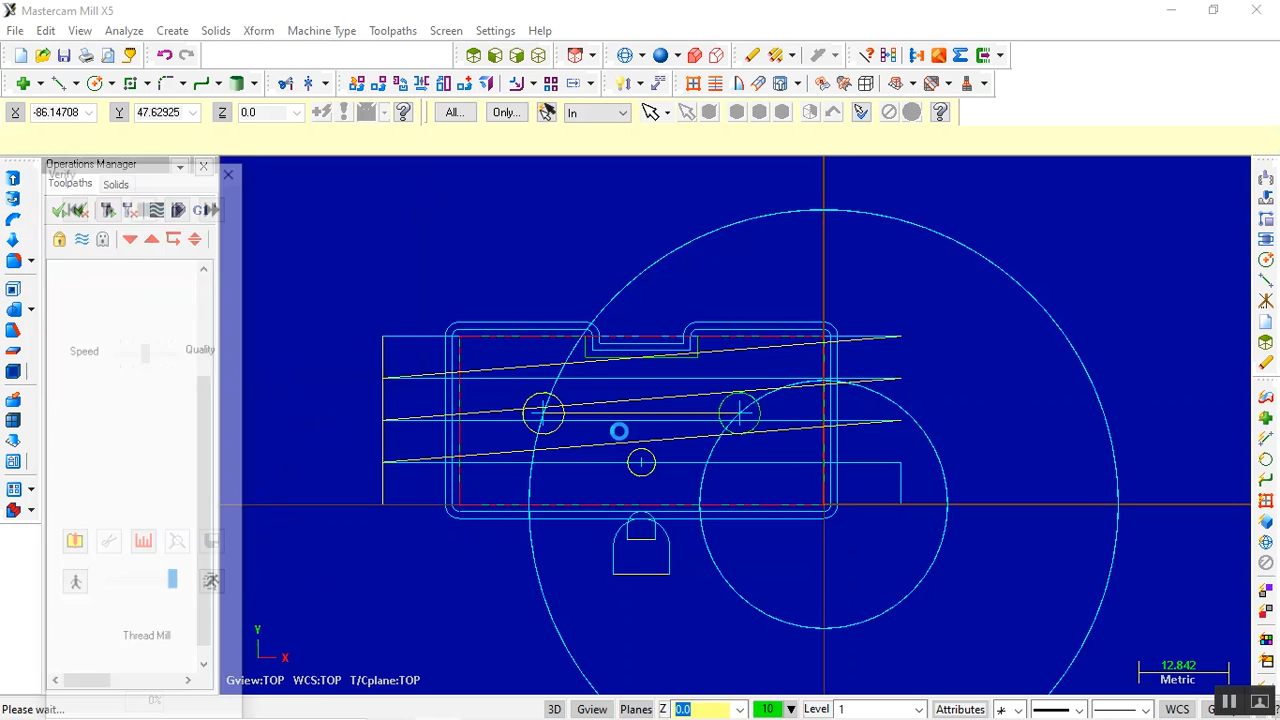 Mastercam Mill X5
File Edit View Analyze Create Solids Xform Machine Type Toolpaths Screen Settings Help
X -86.14708 Y 47.62925 Z 0.0 All... Only... In
Operations Manager
Verify
Toolpaths Solids
G1
Speed Quality
Thread Mill
0%
Y
X
Gview:TOP WCS:TOP T/Cplane:TOP
12.842
Metric
Please wait... 3D Gview Planes Z 0.0 10 Level 1 Attributes WCS